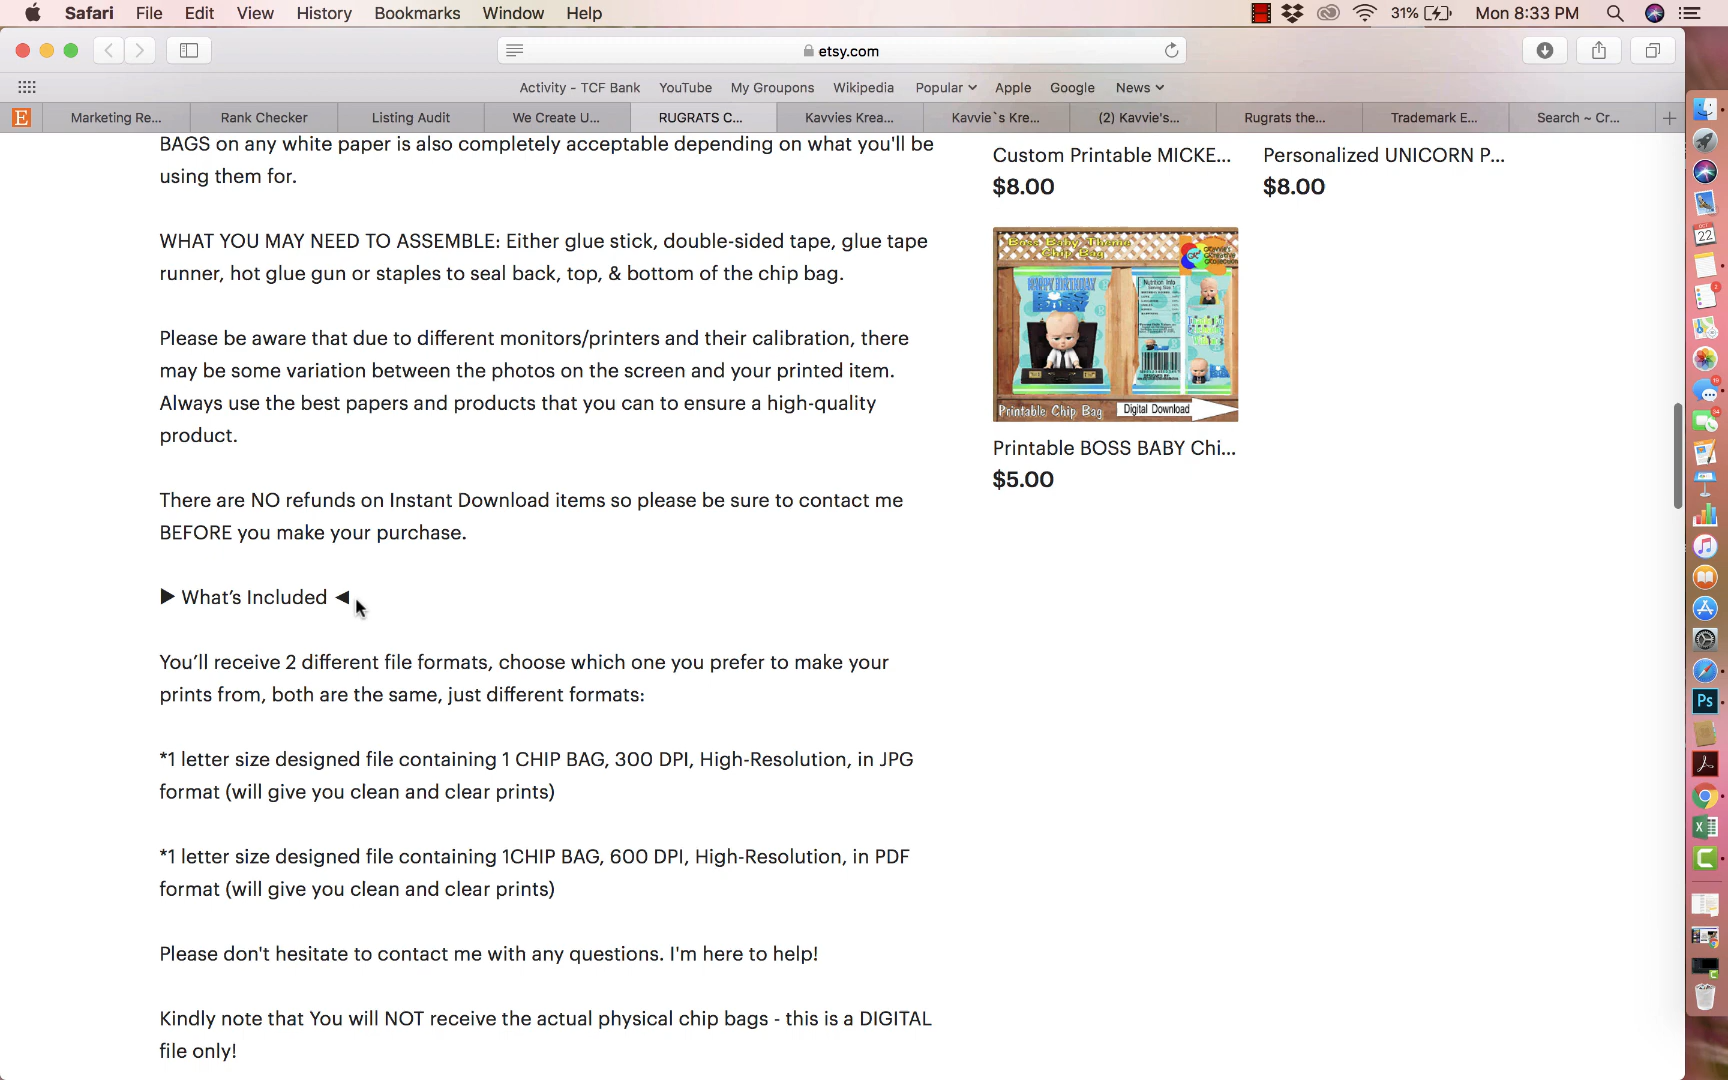 Safari File Edit View History Bookmarks Window Help 31% Mon 8:33 PM
etsy.com
Activity - TCF Bank YouTube My Groupons Wikipedia Popular Apple Google News
E Marketing Re... Rank Checker Listing Audit We Create U... RUGRATS C... Kavvies Krea... Kavvie`s Kre... (2) Kavvie's... Rugrats the... Trademark E... Search ~ Cr...
BAGS on any white paper is also completely acceptable depending on what you'll be
using them for.
WHAT YOU MAY NEED TO ASSEMBLE: Either glue stick, double-sided tape, glue tape
runner, hot glue gun or staples to seal back, top, & bottom of the chip bag.
Please be aware that due to different monitors/printers and their calibration, there
may be some variation between the photos on the screen and your printed item.
Always use the best papers and products that you can to ensure a high-quality
product.
There are NO refunds on Instant Download items so please be sure to contact me
BEFORE you make your purchase.
▶ What’s Included ◀
You’ll receive 2 different file formats, choose which one you prefer to make your
prints from, both are the same, just different formats:
*1 letter size designed file containing 1 CHIP BAG, 300 DPI, High-Resolution, in JPG
format (will give you clean and clear prints)
*1 letter size designed file containing 1CHIP BAG, 600 DPI, High-Resolution, in PDF
format (will give you clean and clear prints)
Please don't hesitate to contact me with any questions. I'm here to help!
Kindly note that You will NOT receive the actual physical chip bags - this is a DIGITAL
file only!
Custom Printable MICKE...
$8.00
Personalized UNICORN P...
$8.00
Boss Baby Theme
Chip Bag
HAPPY BIRTHDAY
BOSS
BABY
Nutrition Info
Printable Chip Bag
Digital Download
Printable BOSS BABY Chi...
$5.00
22
Ps